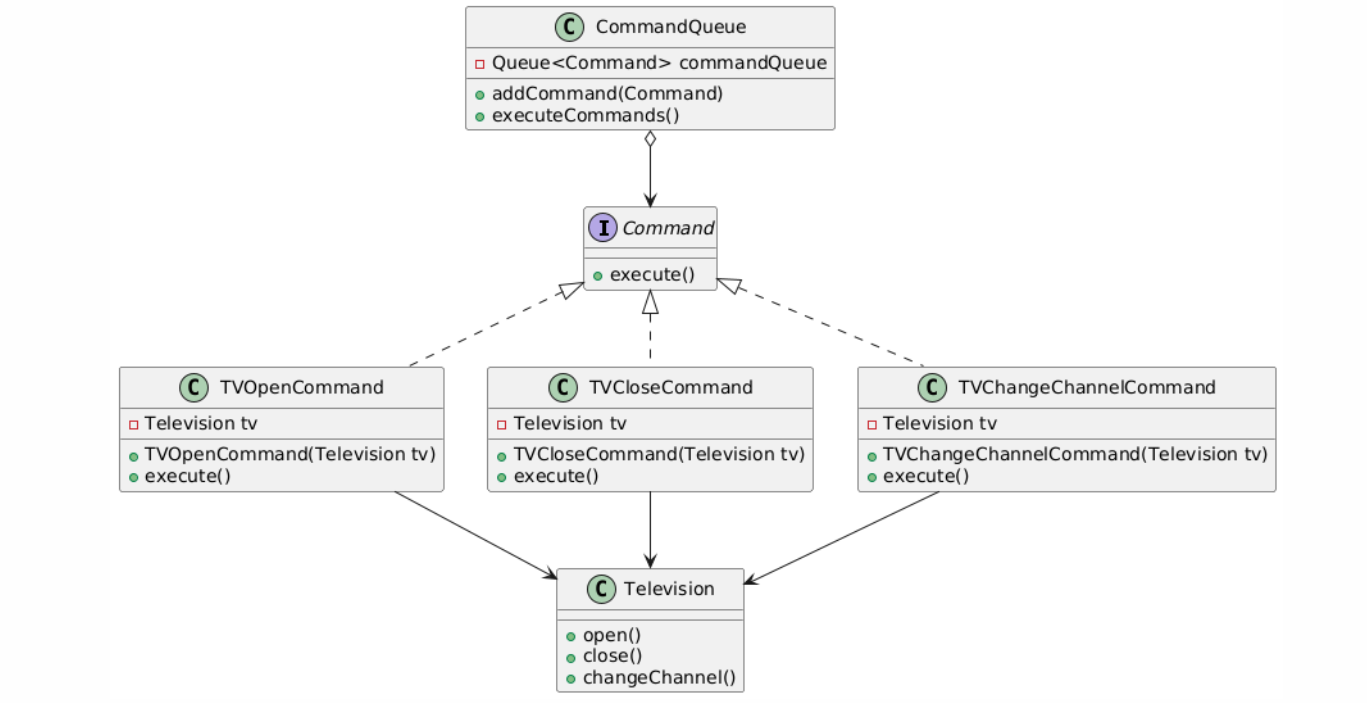 C CommandQueue
Queue<Command> commandQueue
addCommand(Command)
executeCommands()
I Command
execute()
C TVOpenCommand
Television tv
TVOpenCommand(Television tv)
execute()
C TVCloseCommand
Television tv
TVCloseCommand(Television tv)
execute()
C TVChangeChannelCommand
Television tv
TVChangeChannelCommand(Television tv)
execute()
C Television
open()
close()
changeChannel()